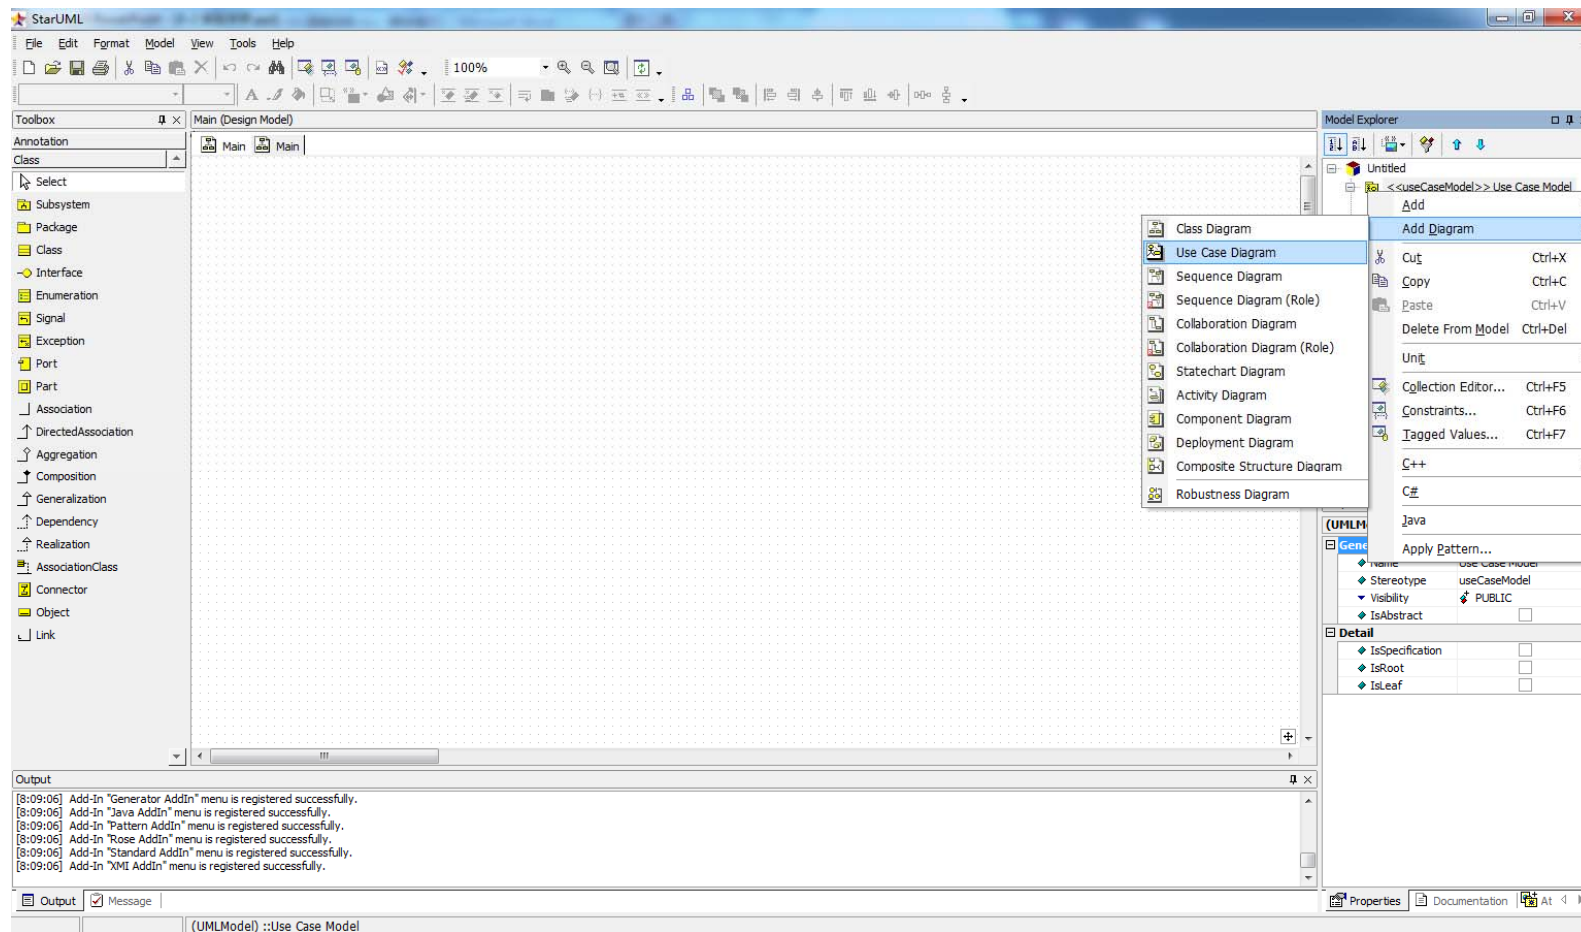 StarUML
File Edit Format Model View Tools Help
100%
Toolbox
Main (Design Model)
Model Explorer
Annotation
Class
Main Main
Select
Subsystem
Package
Class
Interface
Enumeration
Signal
Exception
Port
Part
Association
DirectedAssociation
Aggregation
Composition
Generalization
Dependency
Realization
AssociationClass
Connector
Object
Link
Untitled
<<useCaseModel>> Use Case Model
Class Diagram
Use Case Diagram
Sequence Diagram
Sequence Diagram (Role)
Collaboration Diagram
Collaboration Diagram (Role)
Statechart Diagram
Activity Diagram
Component Diagram
Deployment Diagram
Composite Structure Diagram
Robustness Diagram
Add
Add Diagram
Cut Ctrl+X
Copy Ctrl+C
Paste Ctrl+V
Delete From Model Ctrl+Del
Unit
Collection Editor... Ctrl+F5
Constraints... Ctrl+F6
Tagged Values... Ctrl+F7
C++
C#
Java
Apply Pattern...
(UMLM
Gene
Name Use Case Model
Stereotype useCaseModel
Visibility PUBLIC
IsAbstract
Detail
IsSpecification
IsRoot
IsLeaf
Output
[8:09:06] Add-In "Generator AddIn" menu is registered successfully.
[8:09:06] Add-In "Java AddIn" menu is registered successfully.
[8:09:06] Add-In "Pattern AddIn" menu is registered successfully.
[8:09:06] Add-In "Rose AddIn" menu is registered successfully.
[8:09:06] Add-In "Standard AddIn" menu is registered successfully.
[8:09:06] Add-In "XMI AddIn" menu is registered successfully.
Output Message
Properties Documentation At
(UMLModel) ::Use Case Model